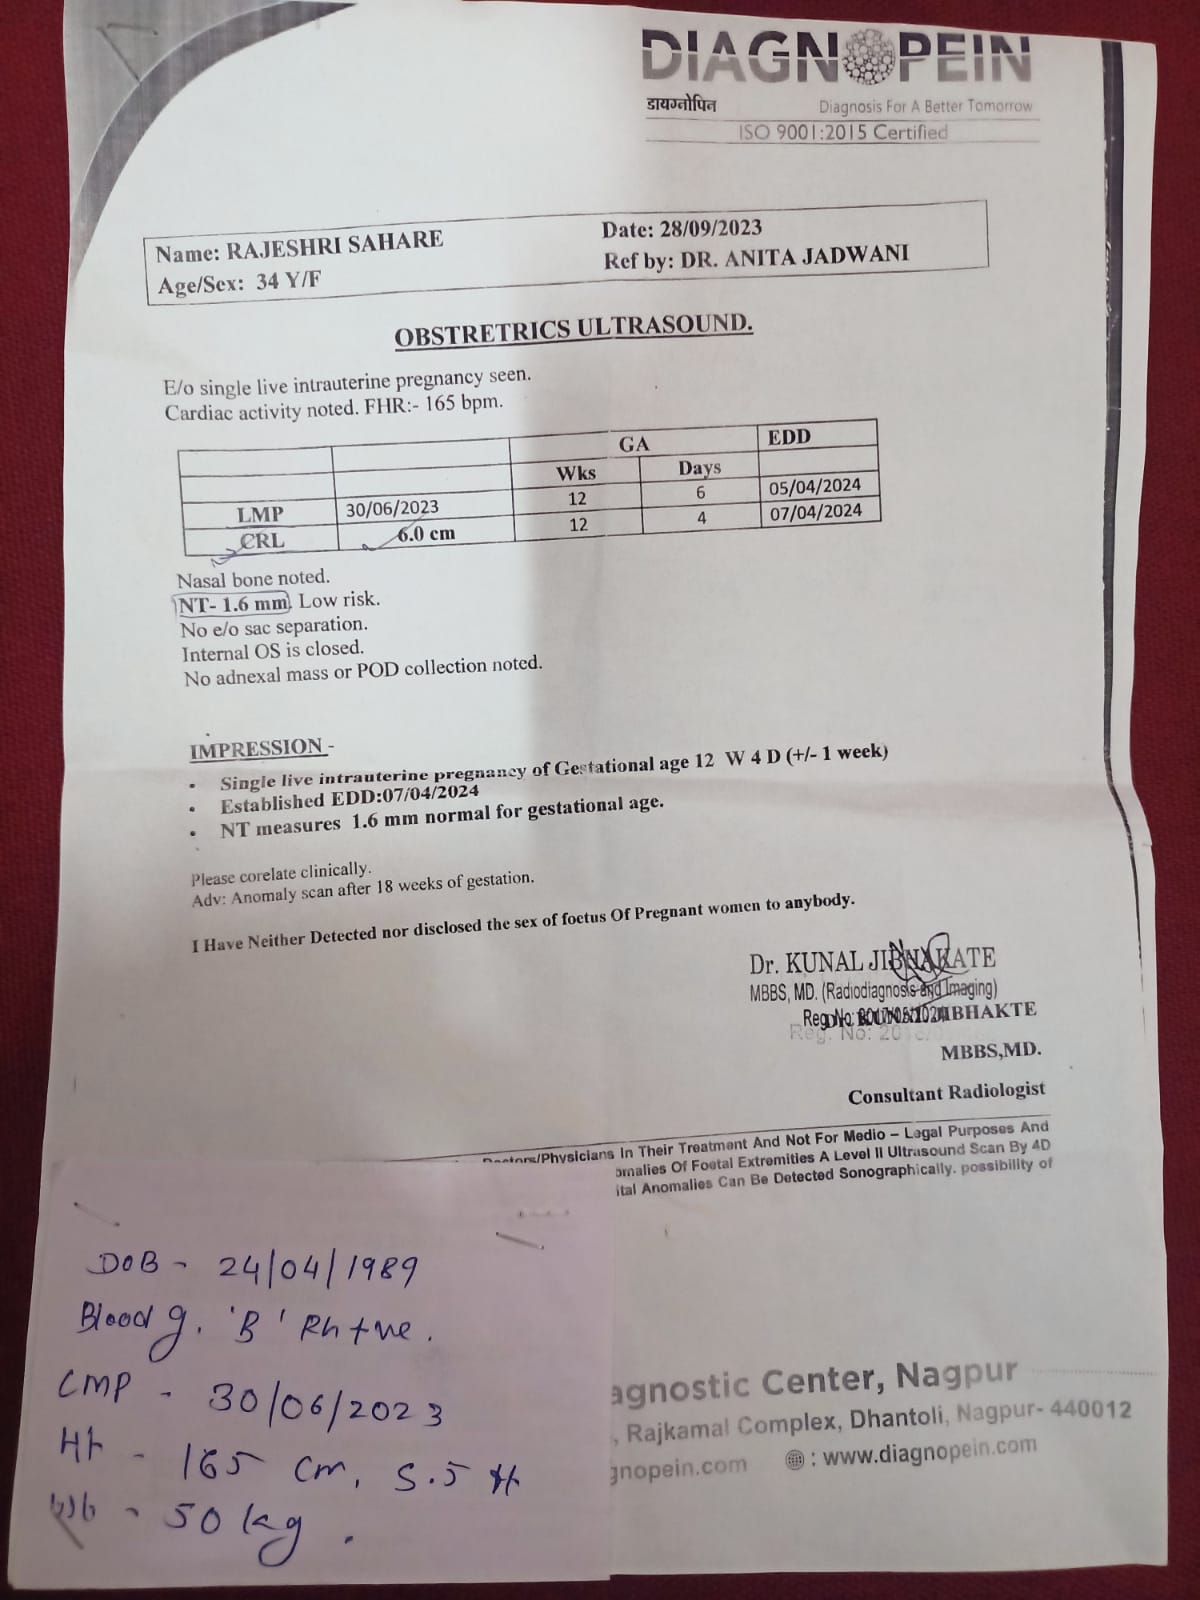 DIAGNOPEIN
डायग्नोपिन Diagnosis For A Better Tomorrow
ISO 9001:2015 Certified
Name: RAJESHRI SAHARE Date: 28/09/2023
Age/Sex: 34 Y/F Ref by: DR. ANITA JADWANI
OBSTRETRICS ULTRASOUND.
E/o single live intrauterine pregnancy seen.
Cardiac activity noted. FHR:- 165 bpm.
GA EDD
Wks Days
LMP 30/06/2023 12 6 05/04/2024
CRL 6.0 cm 12 4 07/04/2024
Nasal bone noted.
NT- 1.6 mm. Low risk.
No e/o sac separation.
Internal OS is closed.
No adnexal mass or POD collection noted.
IMPRESSION -
• Single live intrauterine pregnancy of Gestational age 12 W 4 D (+/- 1 week)
• Established EDD:07/04/2024
• NT measures 1.6 mm normal for gestational age.
Please corelate clinically.
Adv: Anomaly scan after 18 weeks of gestation.
I Have Neither Detected nor disclosed the sex of foetus Of Pregnant women to anybody.
Dr. KUNAL
MBBS, MD. (Radiodiagnosis and Imaging)
Reg. No:
MBBS,MD.
Consultant Radiologist
/Physicians In Their Treatment And Not For Medio – Legal Purposes And
Of Foetal Extremities A Level II Ultrasound Scan By 4D
Anomalies Can Be Detected Sonographically. possibility of
DOB - 24/04/1989
Blood g. 'B' Rh +ve.
LMP - 30/06/2023
Ht - 165 cm, 5.5 ft
- 50 kg.
agnostic Center, Nagpur
, Rajkamal Complex, Dhantoli, Nagpur- 440012
gnopein.com : www.diagnopein.com